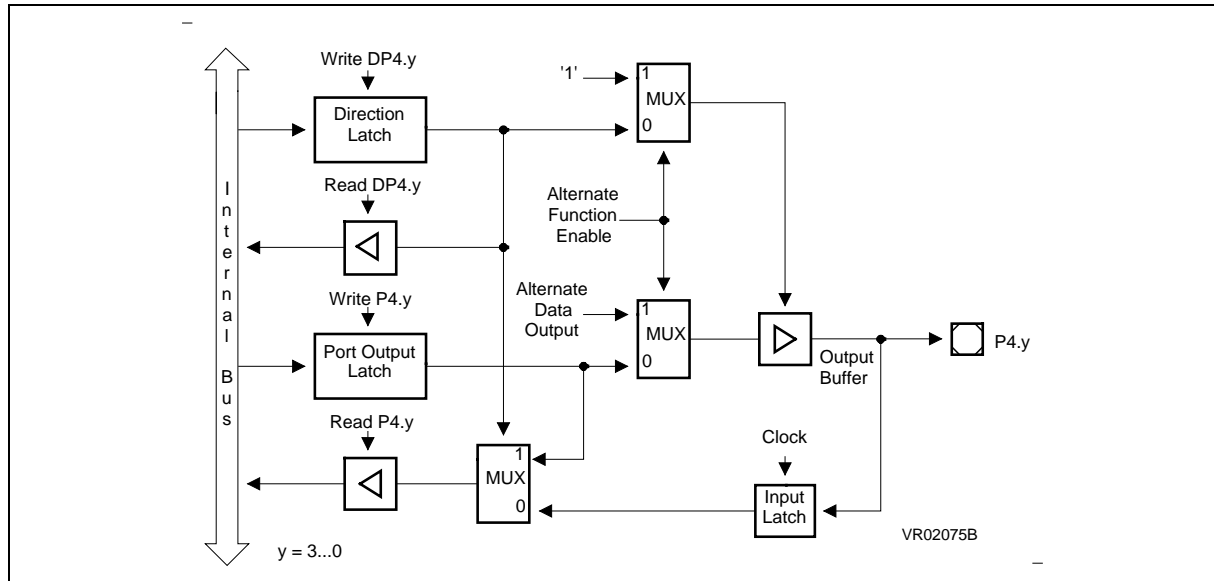 Write DP4.y
Direction
Latch
'1'
1
MUX
0
Read DP4.y
Alternate
Function
Enable
Internal Bus
Write P4.y
Port Output
Latch
Alternate
Data
Output
1
MUX
0
Output
Buffer
P4.y
Read P4.y
1
MUX
0
Clock
Input
Latch
VR02075B
y = 3...0